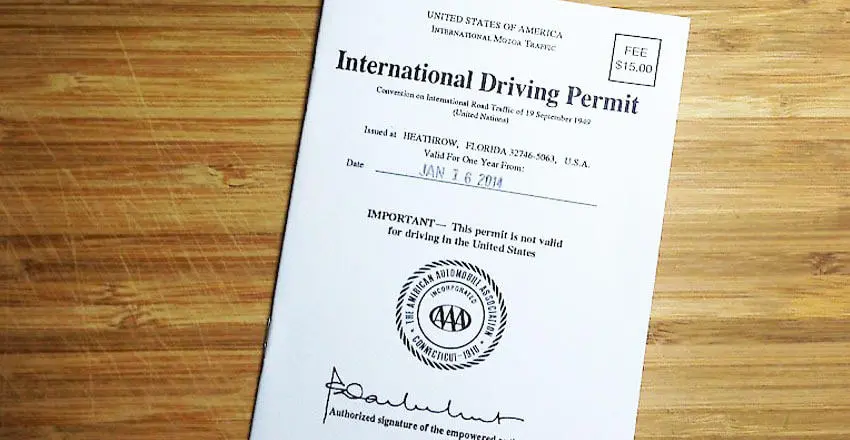 UNITED STATES OF AMERICA
INTERNATIONAL MOTOR TRAFFIC
FEE
$15.00
International Driving Permit
Convention on International Road Traffic of 19 September 1949
(United Nations)
Issued at HEATHROW, FLORIDA 32746-5063, U.S.A.
Valid For One Year From:
Date JAN 16 2014
IMPORTANT— This permit is not valid
for driving in the United States
THE AMERICAN AUTOMOBILE ASSOCIATION
INCORPORATED
AAA
CONNECTICUT-1910
Authorized signature of the empowered